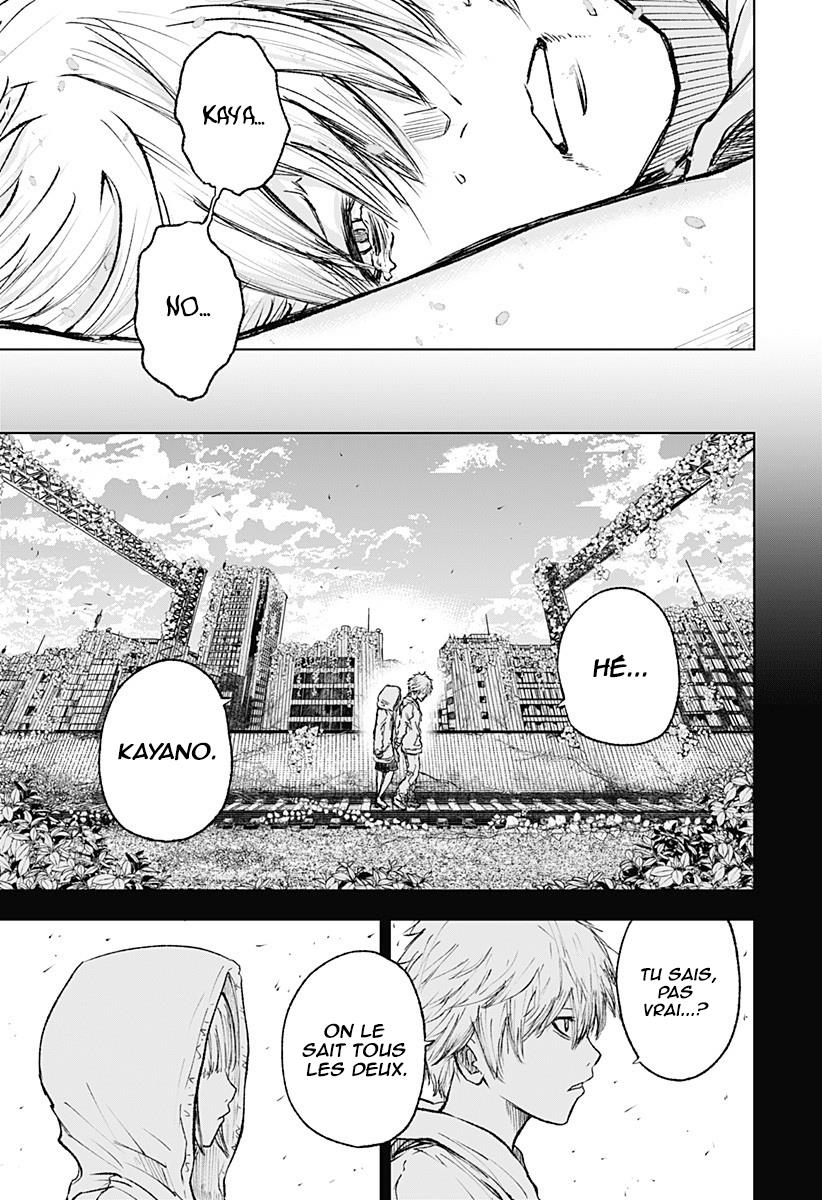 KAYA...
NO...
HÉ...
KAYANO.
TU SAIS,
PAS
VRAI...?
ON LE
SAIT TOUS
LES DEUX.